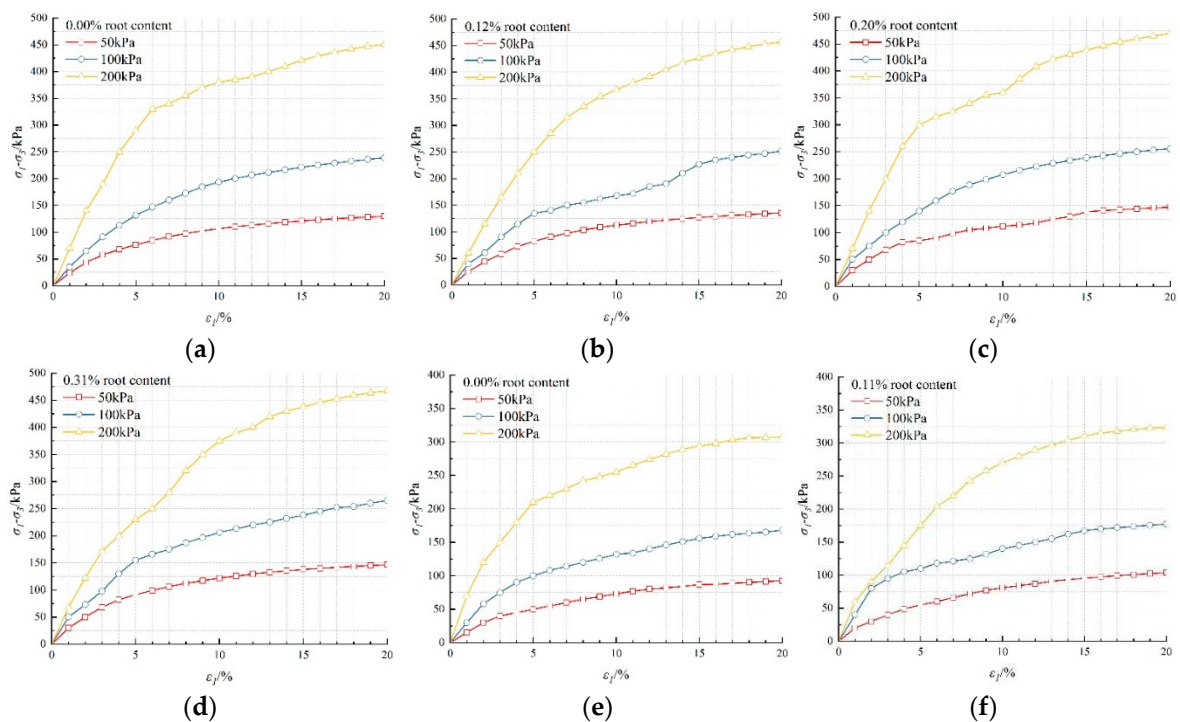 0.00% root content
50kPa
100kPa
200kPa
σ1-σ3/kPa
500
450
400
350
300
250
200
150
100
50
0
0 5 10 15 20
ε1/%
(a)
0.12% root content
50kPa
100kPa
200kPa
σ1-σ3/kPa
500
450
400
350
300
250
200
150
100
50
0
0 5 10 15 20
ε1/%
(b)
0.20% root content
50kPa
100kPa
200kPa
σ1-σ3/kPa
500
450
400
350
300
250
200
150
100
50
0
0 5 10 15 20
ε1/%
(c)
0.31% root content
50kPa
100kPa
200kPa
σ1-σ3/kPa
500
450
400
350
300
250
200
150
100
50
0
0 5 10 15 20
ε1/%
(d)
0.00% root content
50kPa
100kPa
200kPa
σ1-σ3/kPa
400
350
300
250
200
150
100
50
0
0 5 10 15 20
ε1/%
(e)
0.11% root content
50kPa
100kPa
200kPa
σ1-σ3/kPa
400
350
300
250
200
150
100
50
0
0 5 10 15 20
ε1/%
(f)